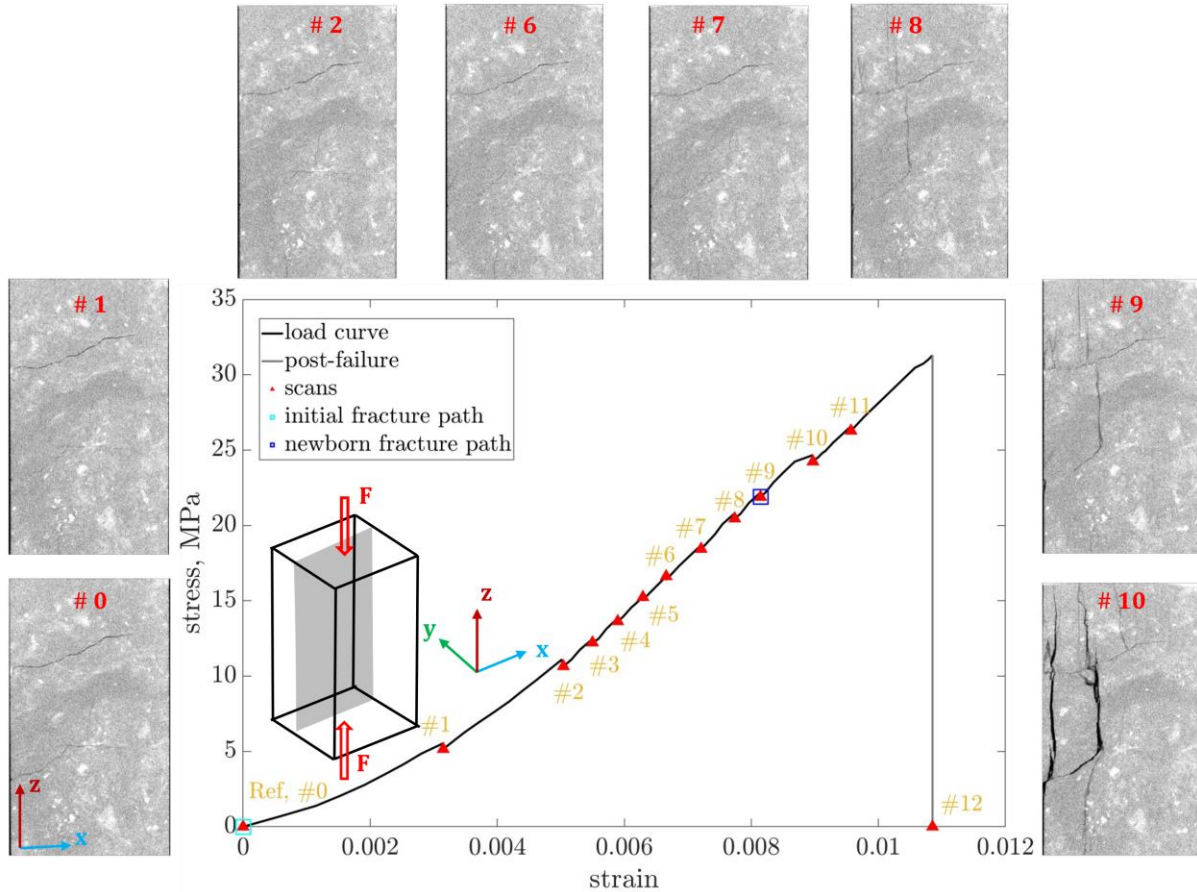 # 2
# 6
# 7
# 8
# 1
# 9
# 0
# 10
z
x
35
30
25
20
15
10
5
0
stress, MPa
load curve
post-failure
scans
initial fracture path
newborn fracture path
F
F
z
y
x
Ref, #0
#1
#2
#3
#4
#5
#6
#7
#8
#9
#10
#11
#12
0
0.002
0.004
0.006
0.008
0.01
0.012
strain